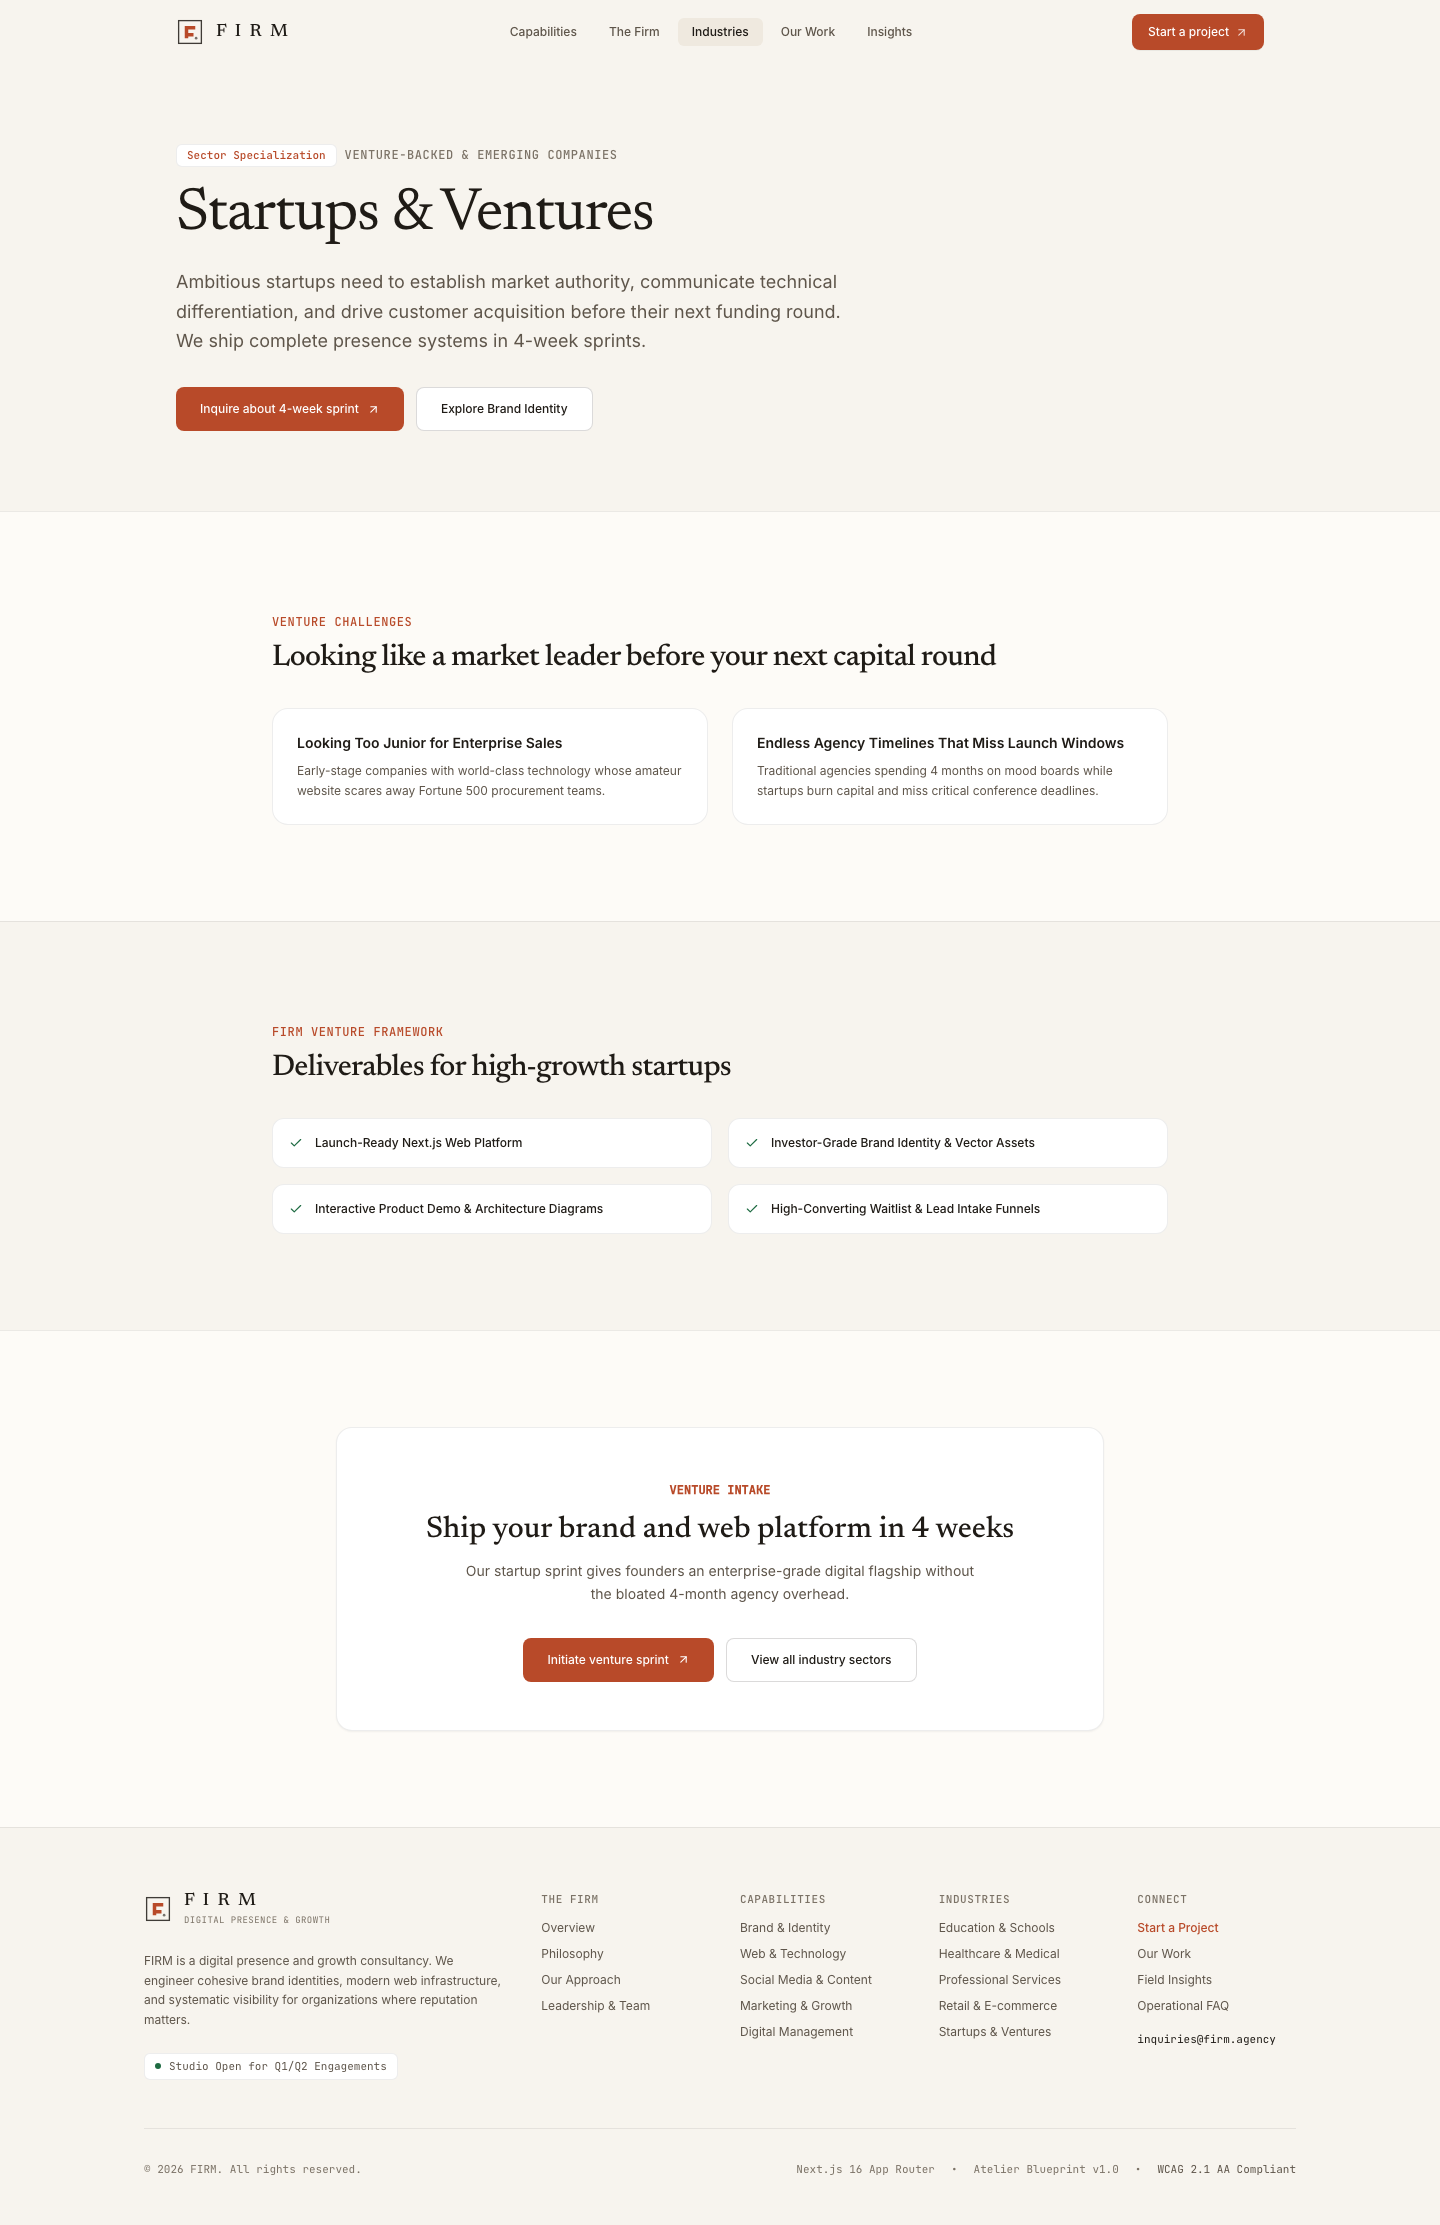 F. FIRM
Capabilities
The Firm
Industries
Our Work
Insights
Start a project
Sector Specialization
VENTURE-BACKED & EMERGING COMPANIES
Startups & Ventures
Ambitious startups need to establish market authority, communicate technical
differentiation, and drive customer acquisition before their next funding round.
We ship complete presence systems in 4-week sprints.
Inquire about 4-week sprint
Explore Brand Identity
VENTURE CHALLENGES
Looking like a market leader before your next capital round
Looking Too Junior for Enterprise Sales
Early-stage companies with world-class technology whose amateur
website scares away Fortune 500 procurement teams.
Endless Agency Timelines That Miss Launch Windows
Traditional agencies spending 4 months on mood boards while
startups burn capital and miss critical conference deadlines.
FIRM VENTURE FRAMEWORK
Deliverables for high-growth startups
Launch-Ready Next.js Web Platform
Investor-Grade Brand Identity & Vector Assets
Interactive Product Demo & Architecture Diagrams
High-Converting Waitlist & Lead Intake Funnels
VENTURE INTAKE
Ship your brand and web platform in 4 weeks
Our startup sprint gives founders an enterprise-grade digital flagship without
the bloated 4-month agency overhead.
Initiate venture sprint
View all industry sectors
F. FIRM
DIGITAL PRESENCE & GROWTH
FIRM is a digital presence and growth consultancy. We
engineer cohesive brand identities, modern web infrastructure,
and systematic visibility for organizations where reputation
matters.
Studio Open for Q1/Q2 Engagements
THE FIRM
Overview
Philosophy
Our Approach
Leadership & Team
CAPABILITIES
Brand & Identity
Web & Technology
Social Media & Content
Marketing & Growth
Digital Management
INDUSTRIES
Education & Schools
Healthcare & Medical
Professional Services
Retail & E-commerce
Startups & Ventures
CONNECT
Start a Project
Our Work
Field Insights
Operational FAQ
inquiries@firm.agency
© 2026 FIRM. All rights reserved.
Next.js 16 App Router • Atelier Blueprint v1.0 • WCAG 2.1 AA Compliant